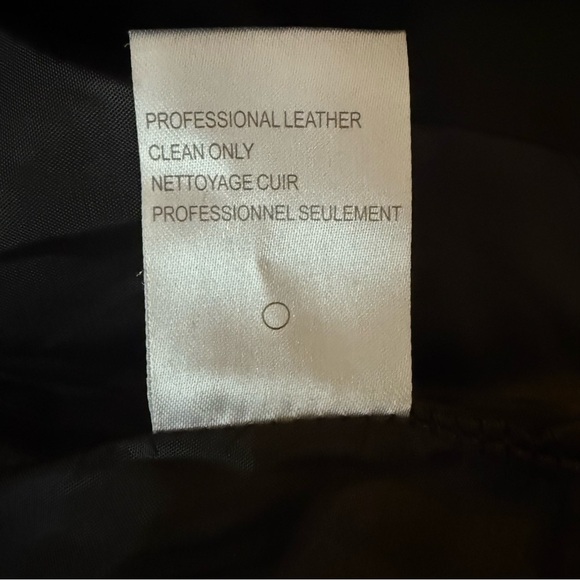 PROFESSIONAL LEATHER
CLEAN ONLY
NETTOYAGE CUIR
PROFESSIONNEL SEULEMENT